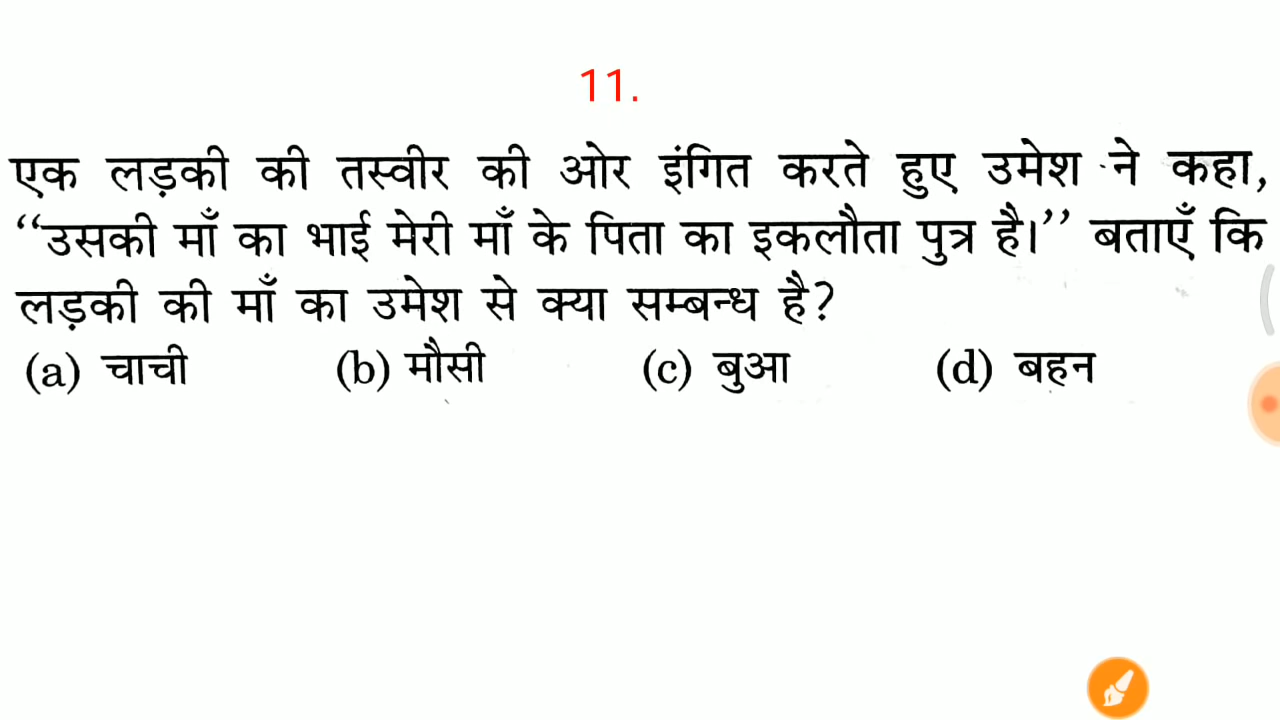 11.
एक लड़की की तस्वीर की ओर इंगित करते हुए उमेश ने कहा,
‘‘उसकी माँ का भाई मेरी माँ के पिता का इकलौता पुत्र है।’’ बताएँ कि
लड़की की माँ का उमेश से क्या सम्बन्ध है?
(a) चाची (b) मौसी (c) बुआ (d) बहन